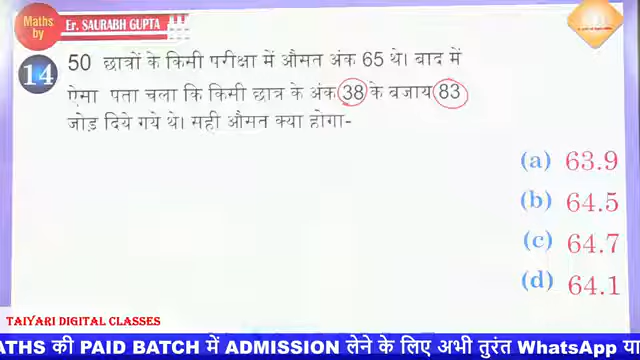 Maths
by
Er. SAURABH GUPTA
14
50 छात्रों के किसी परीक्षा में औसत अंक 65 थे। बाद में
ऐसा पता चला कि किसी छात्र के अंक 38 के बजाय 83
जोड़ दिये गये थे। सही औसत क्या होगा-
(a) 63.9
(b) 64.5
(c) 64.7
(d) 64.1
TAIYARI DIGITAL CLASSES
MATHS की PAID BATCH में ADMISSION लेने के लिए अभी तुरंत WhatsApp या